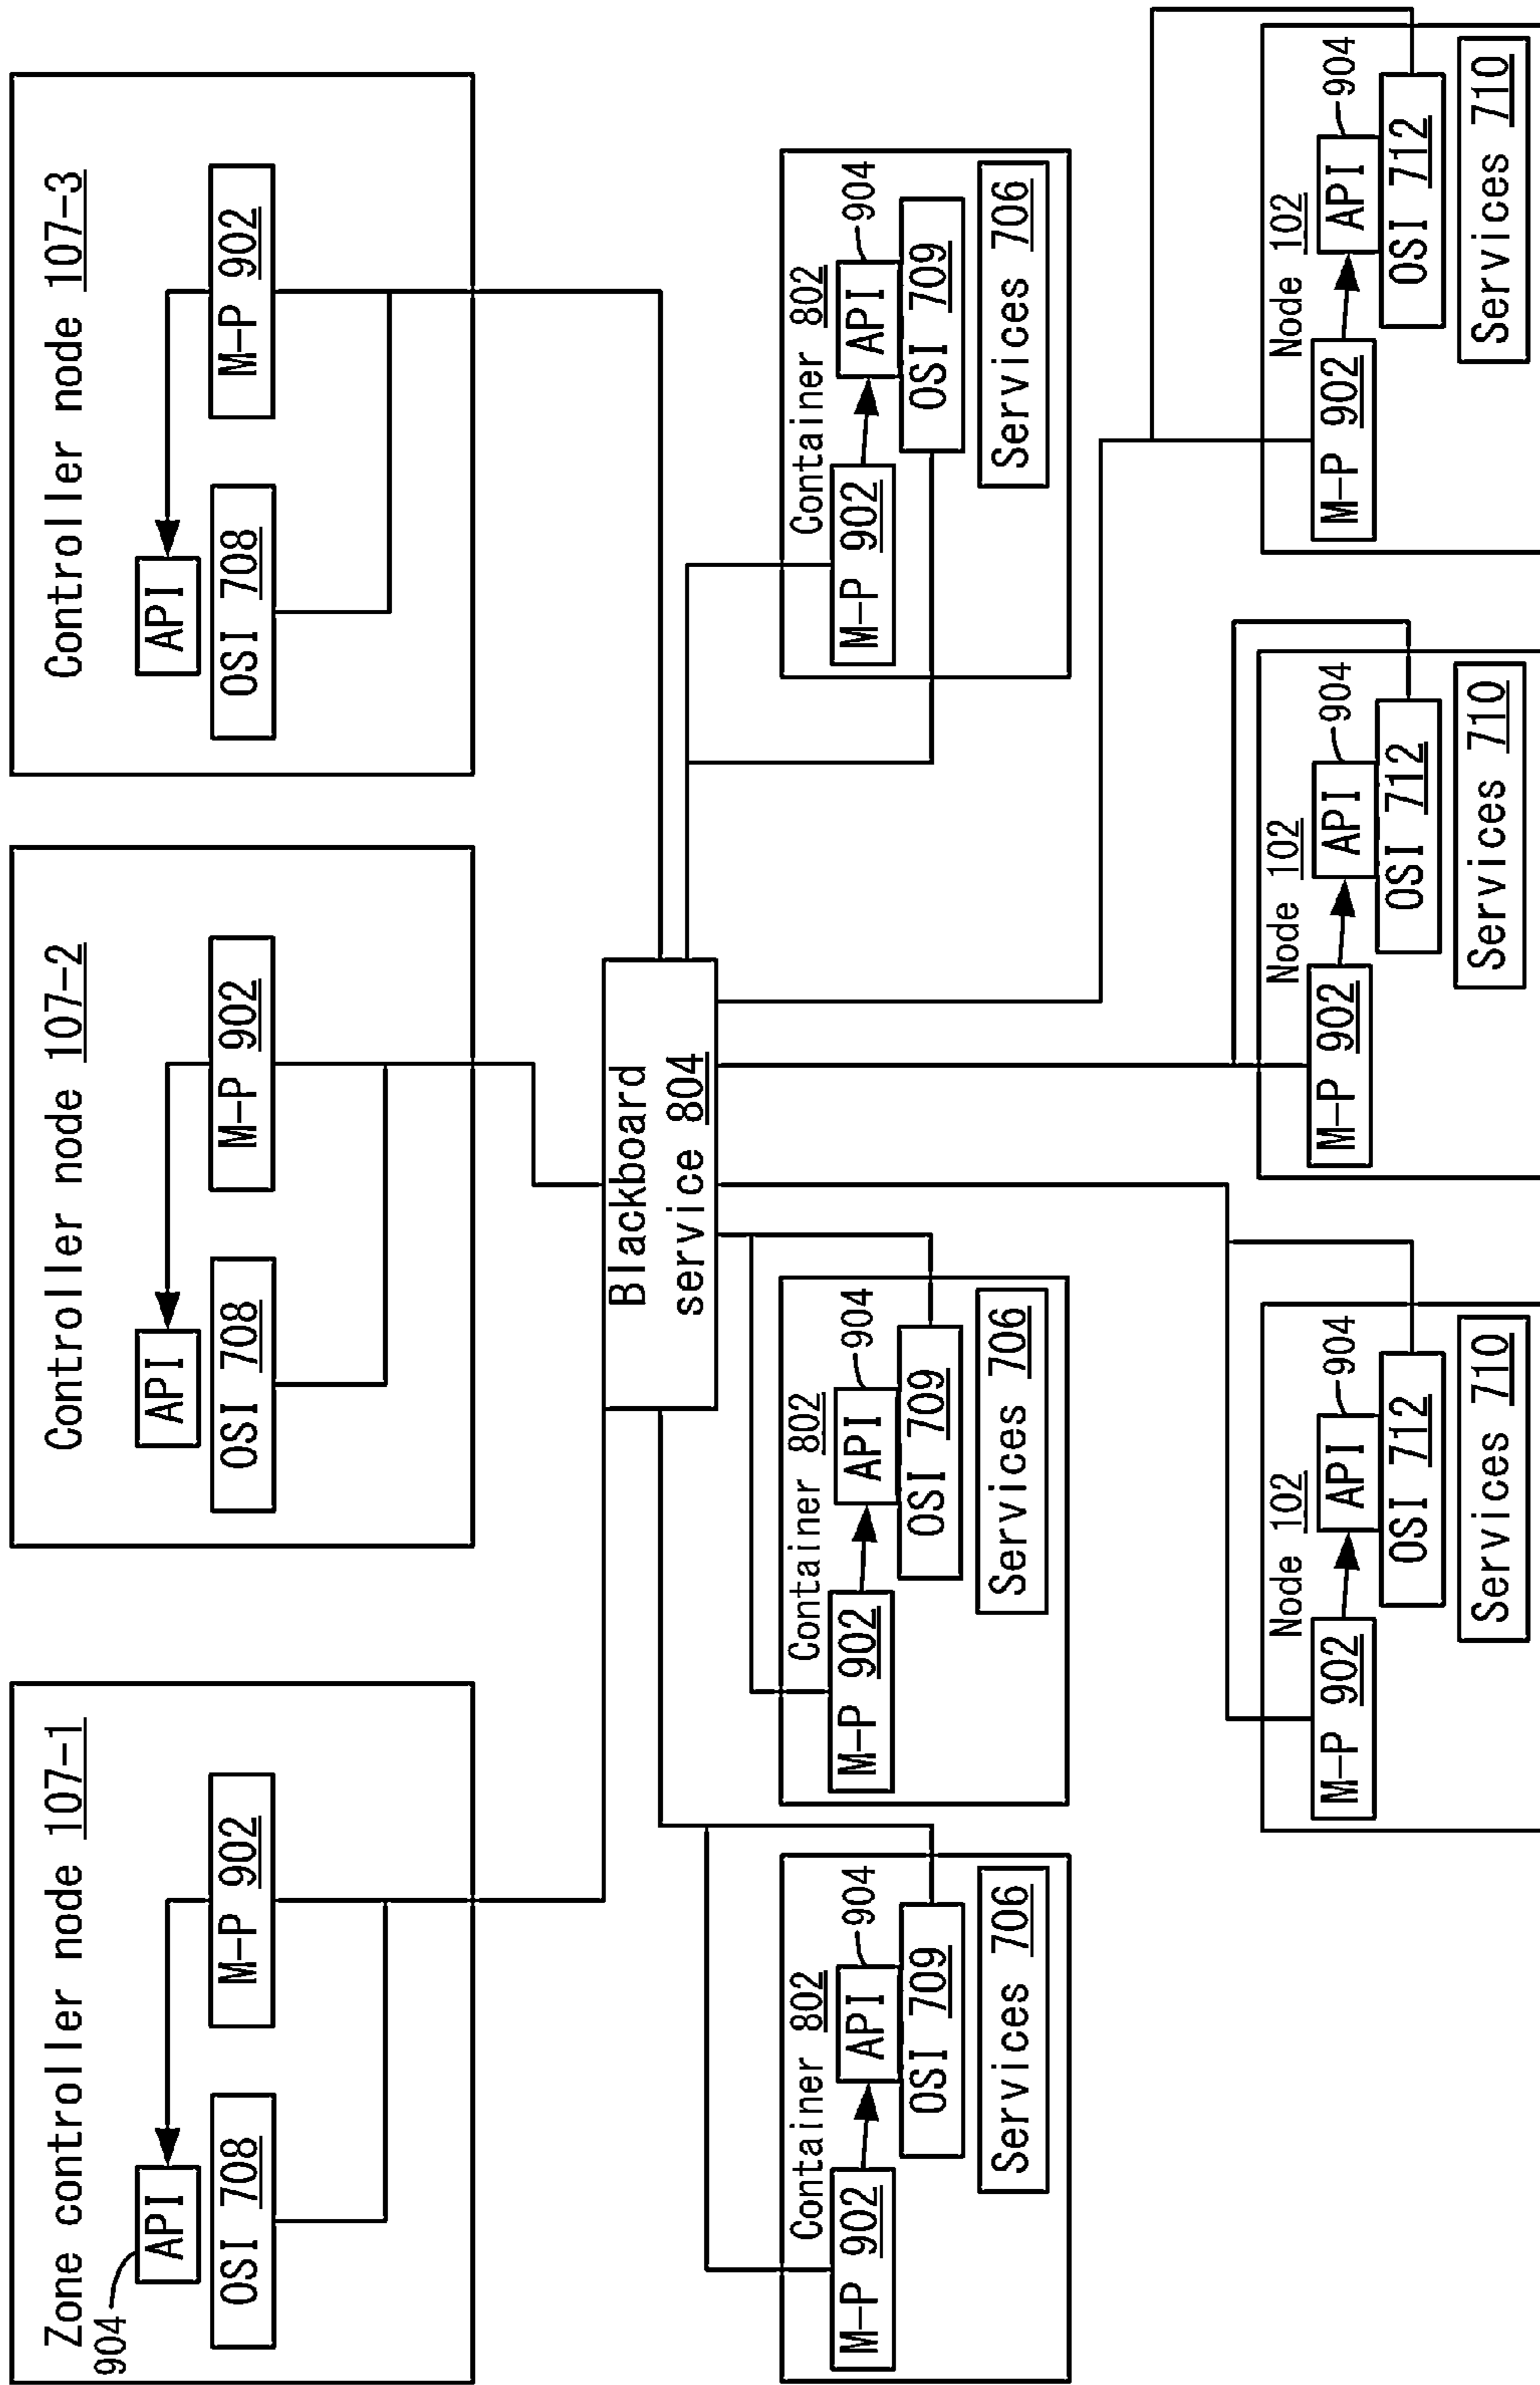 Zone controller node 107-1
904
API
OSI 708
M-P 902
Controller node 107-2
API
OSI 708
M-P 902
Controller node 107-3
API
OSI 708
M-P 902
Blackboard
service 804
Container 802
M-P 902
API
904
OSI 709
Services 706
Container 802
M-P 902
API
904
OSI 709
Services 706
Container 802
M-P 902
API
904
OSI 709
Services 706
Node 102
M-P 902
API
904
OSI 712
Services 710
Node 102
M-P 902
API
904
OSI 712
Services 710
Node 102
M-P 902
API
904
OSI 712
Services 710